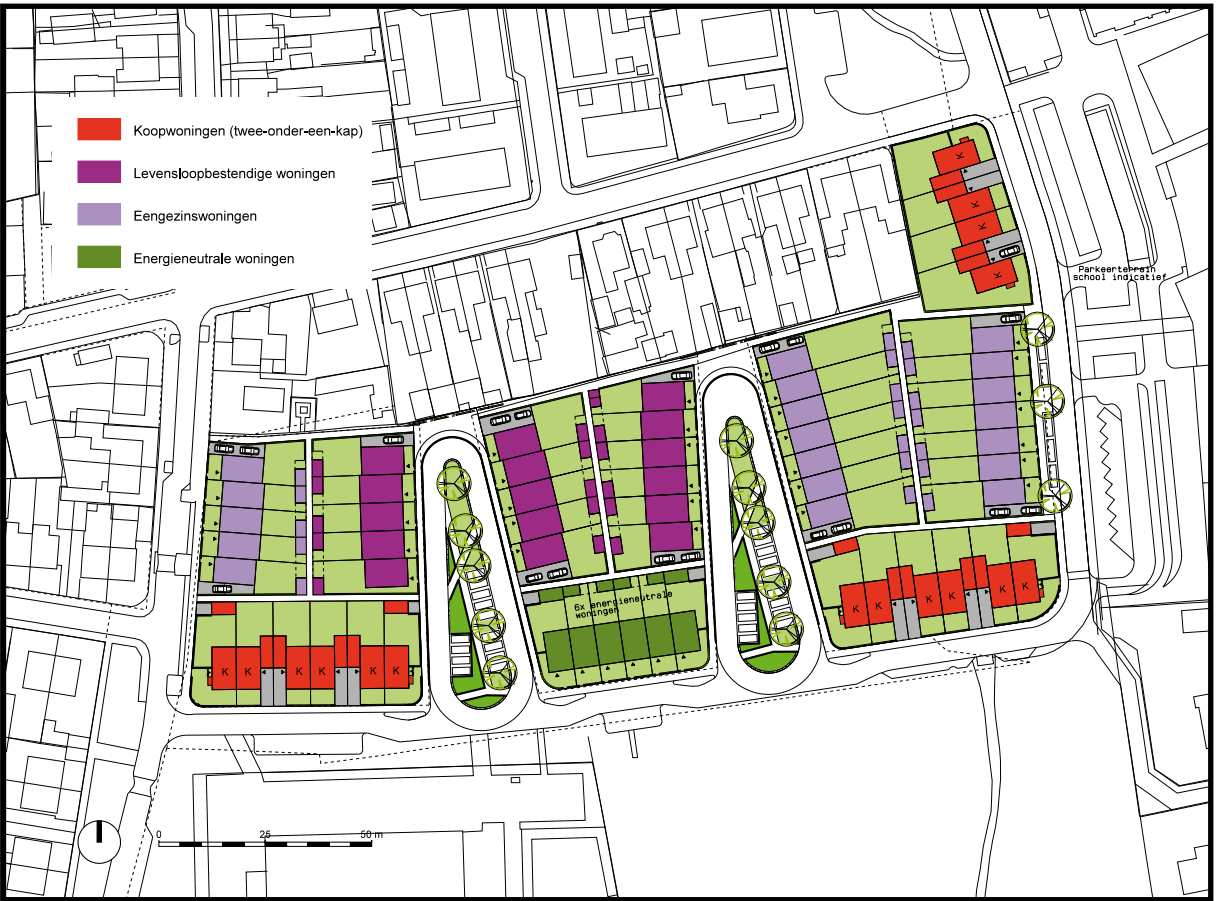 Koopwoningen (twee-onder-een-kap)
Levensloopbestendige woningen
Eengezinswoningen
Energieneutrale woningen
K
K
K
K
Parkeerterrein
school indicatief
6x energieneutrale
woningen
K K K K K K
K K K K K K
0 25 50 m